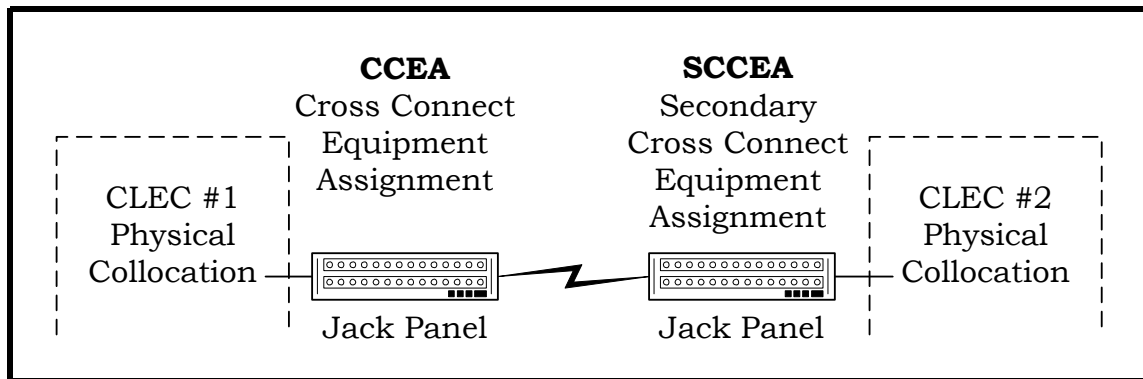 CCEA
Cross Connect
Equipment
Assignment
SCCEA
Secondary
Cross Connect
Equipment
Assignment
CLEC #1
Physical
Collocation
CLEC #2
Physical
Collocation
Jack Panel
Jack Panel